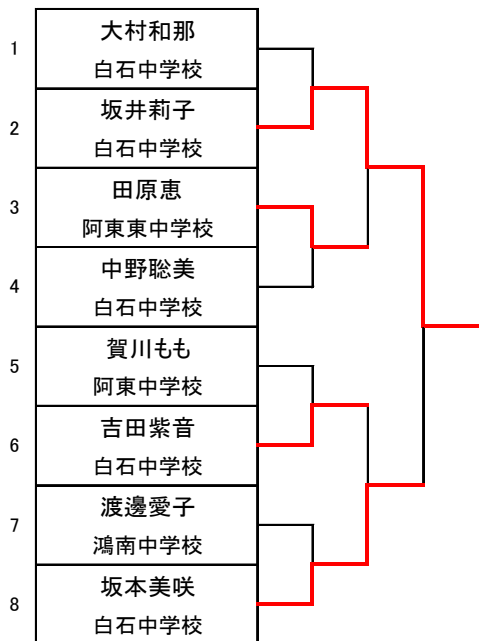 1
大村和那
白石中学校
2
坂井莉子
白石中学校
3
田原恵
阿東東中学校
4
中野聡美
白石中学校
5
賀川もも
阿東中学校
6
吉田紫音
白石中学校
7
渡邊愛子
鴻南中学校
8
坂本美咲
白石中学校